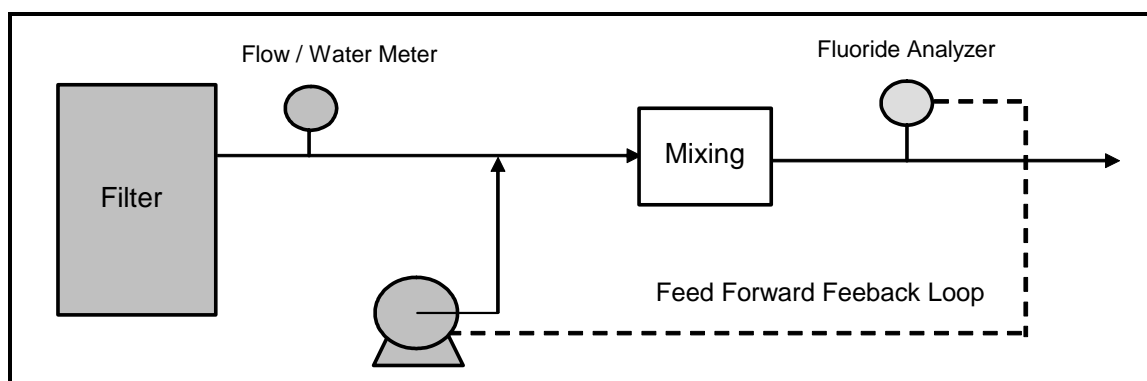 Flow / Water Meter
Fluoride Analyzer
Filter
Mixing
Feed Forward Feeback Loop